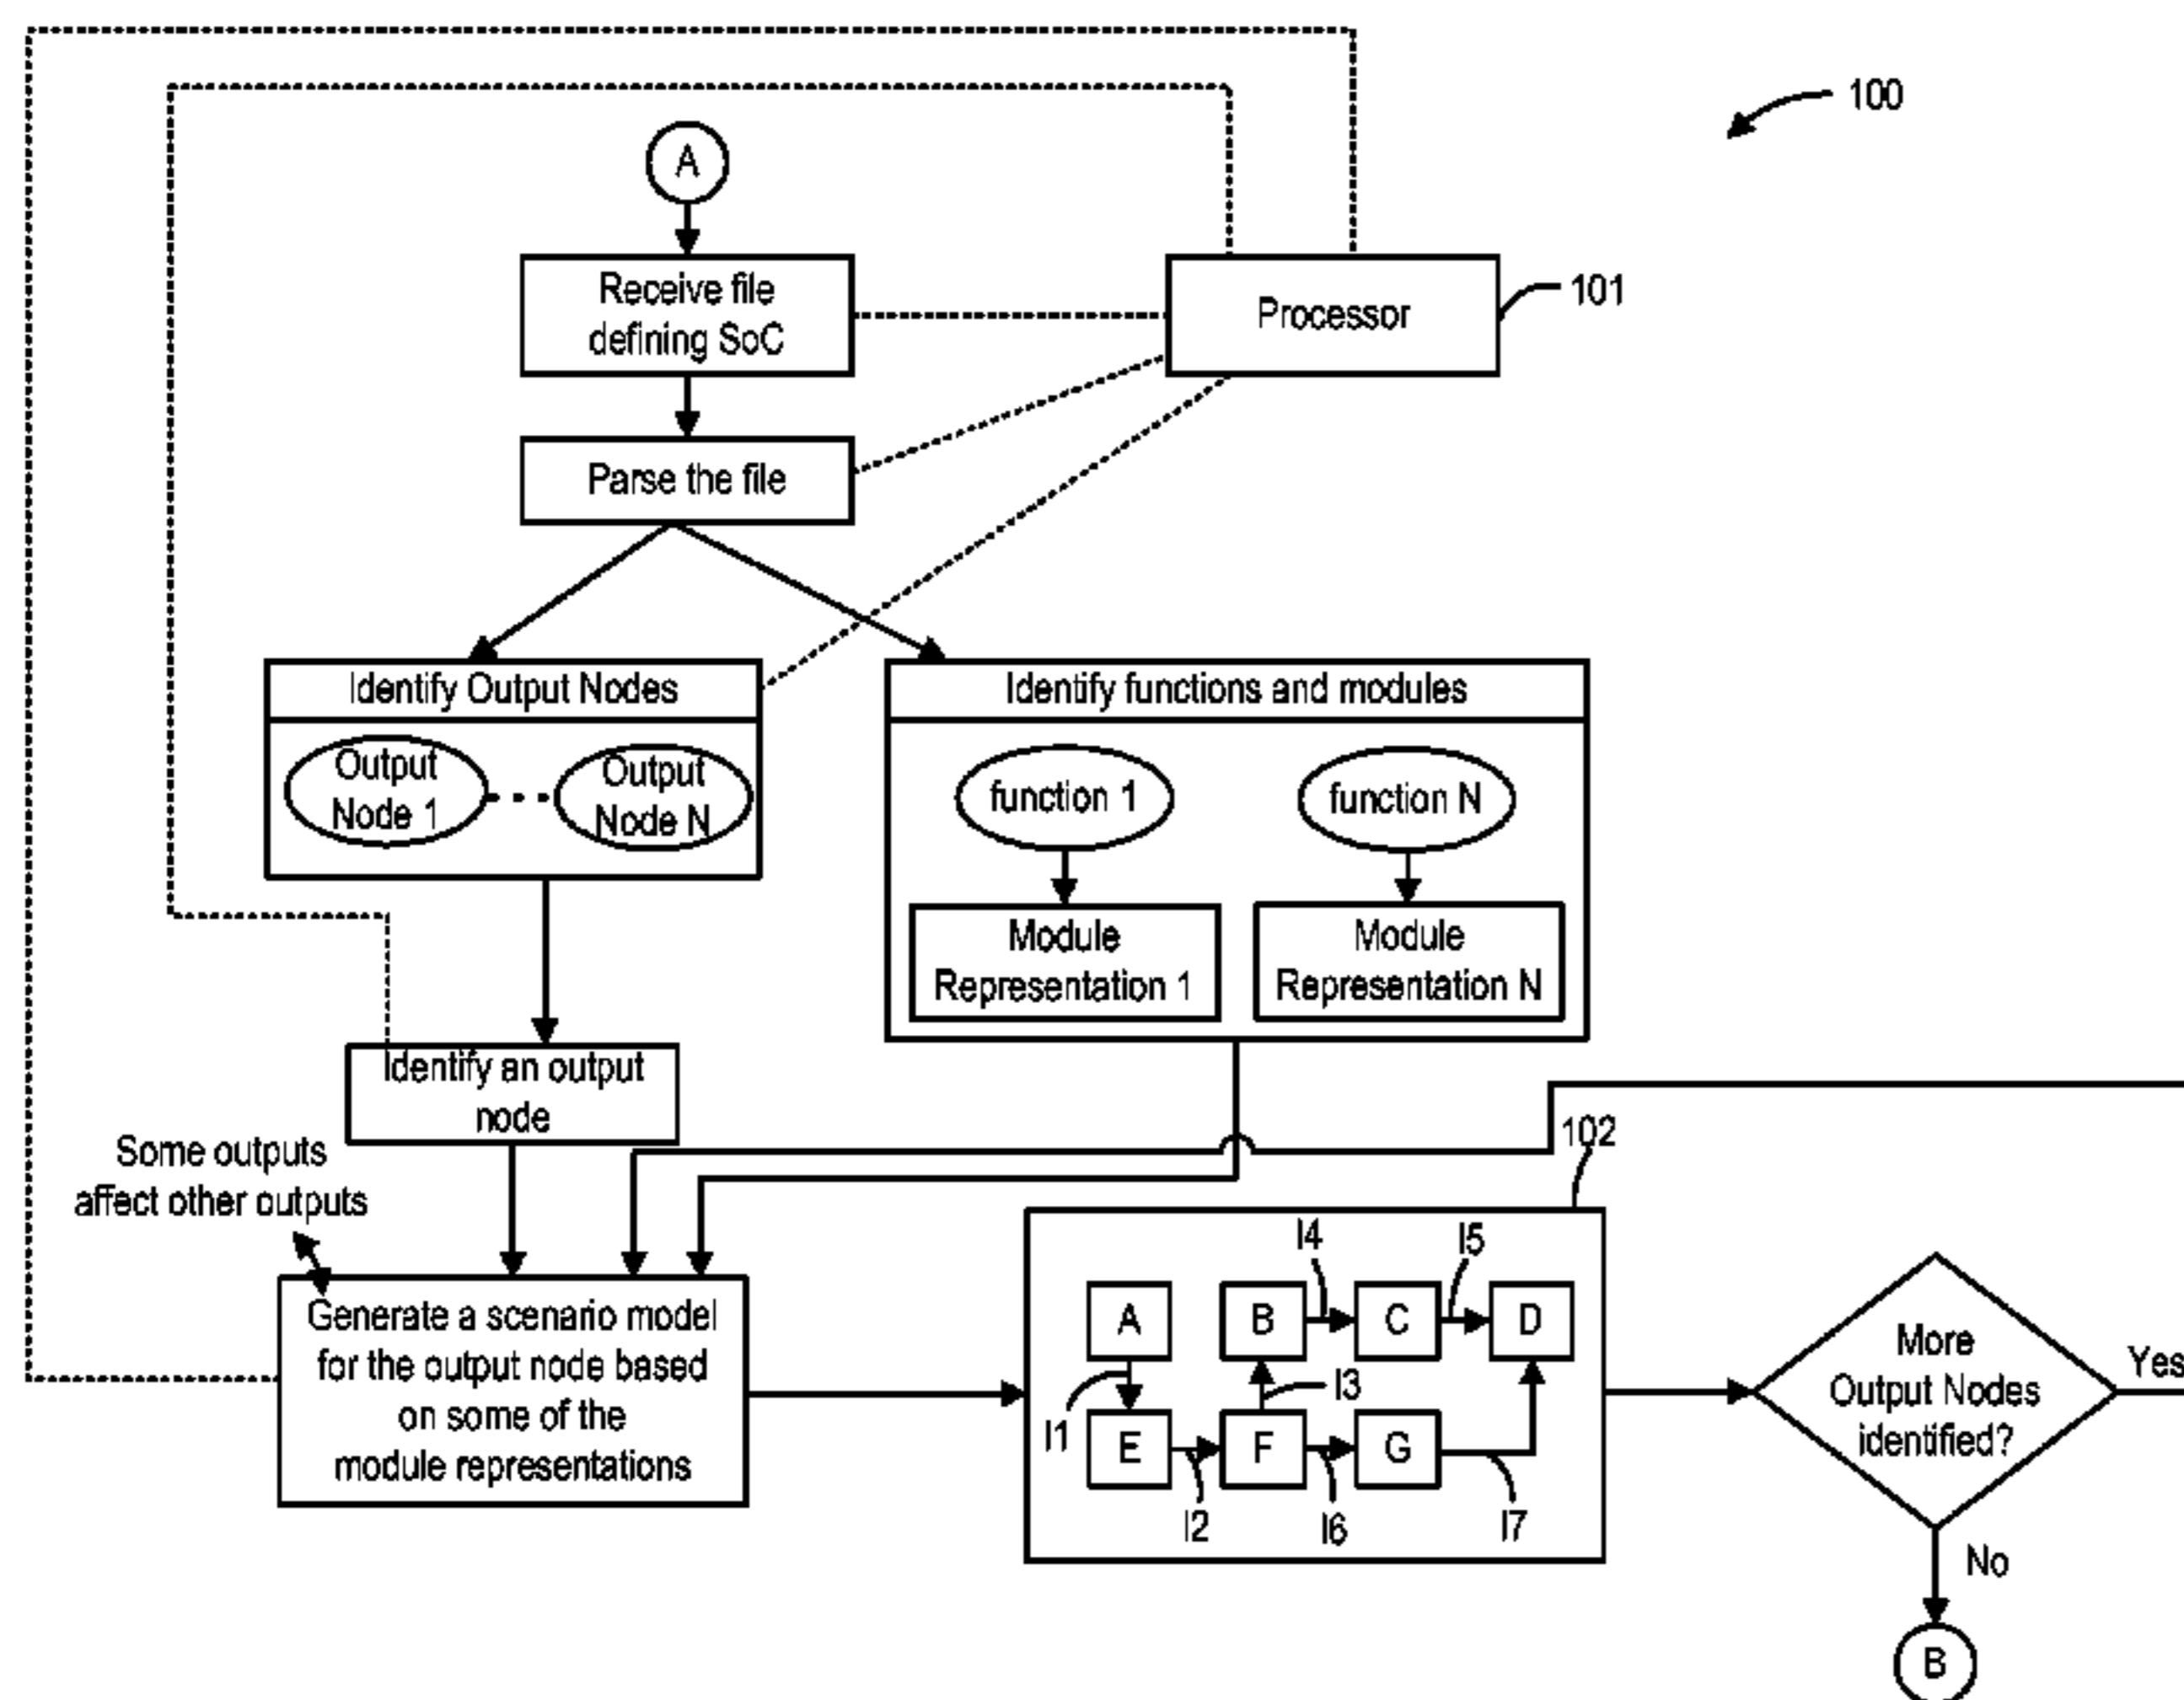 100
A
Receive file
defining SoC
Processor
101
Parse the file
Identify Output Nodes
Output
Node 1
Output
Node N
Identify functions and modules
function 1
function N
Module
Representation 1
Module
Representation N
Identify an output
node
Some outputs
affect other outputs
Generate a scenario model
for the output node based
on some of the
module representations
102
I4
I5
A
B
C
D
I1
I3
E
F
G
I2
I6
I7
More
Output Nodes
identified?
Yes
No
B